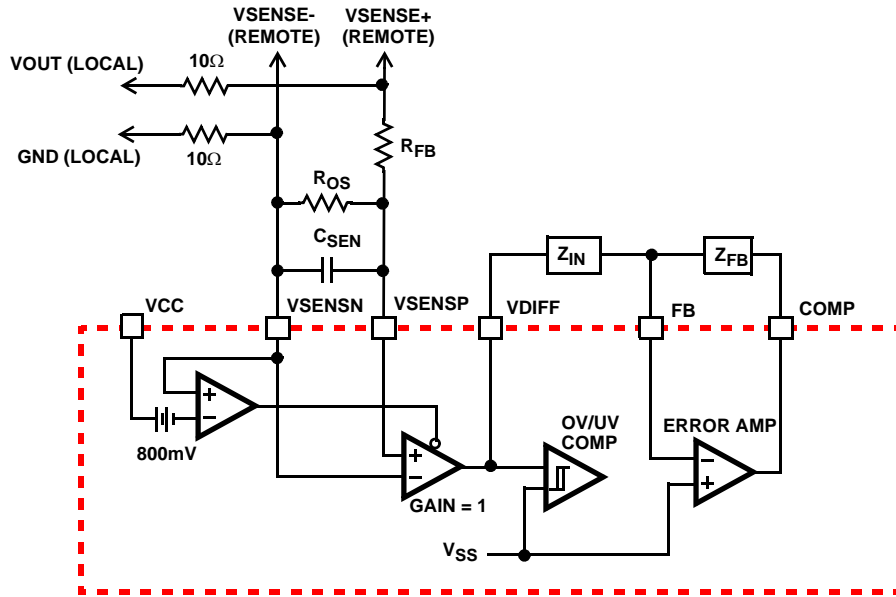 VSENSE-
(REMOTE)
VSENSE+
(REMOTE)
VOUT (LOCAL)
10Ω
GND (LOCAL)
10Ω
RFB
ROS
CSEN
ZIN
ZFB
VCC
VSENSN
VSENSP
VDIFF
FB
COMP
+
−
800mV
+
−
GAIN = 1
OV/UV
COMP
ERROR AMP
−
+
VSS